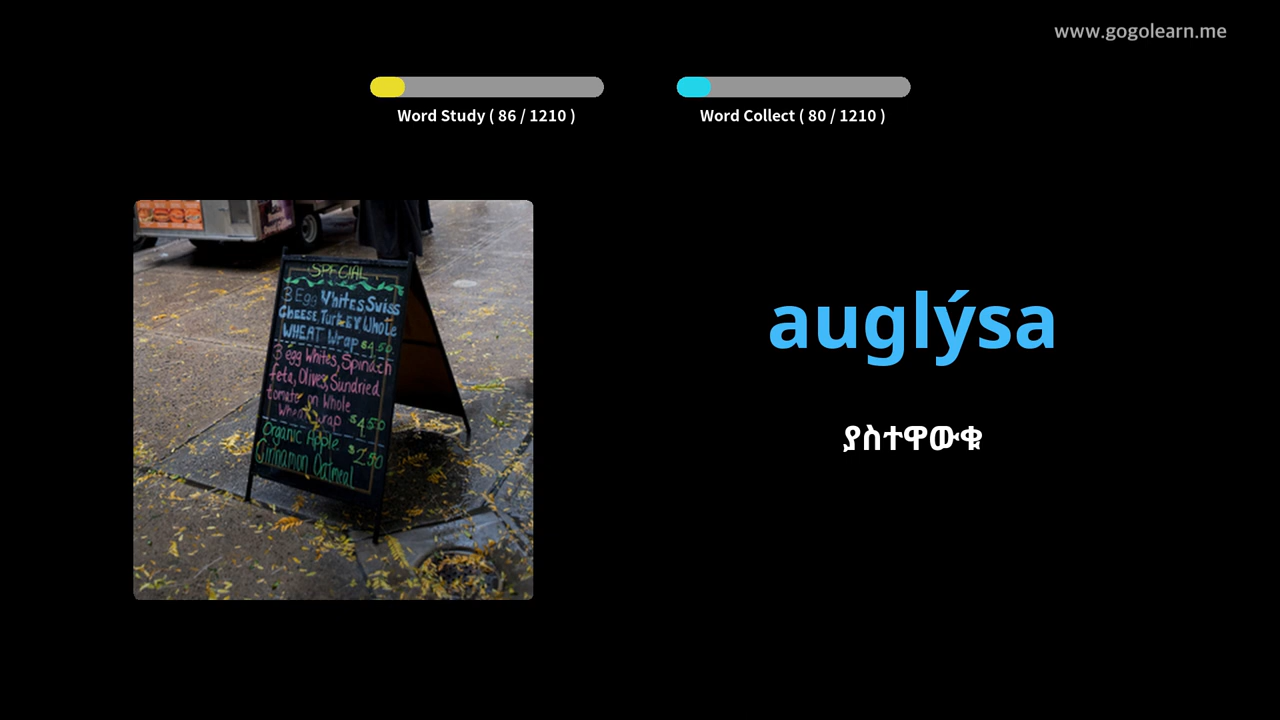 www.gogolearn.me
Word Study ( 86 / 1210 )
Word Collect ( 80 / 1210 )
SPECIAL
3 Egg Whites Swiss
Cheese, Turkey Whole
WHEAT Wrap $4.50
3 egg Whites, Spinach
feta, Olives, Sundried
tomato on Whole
Wheat wrap $4.50
Organic Apple
Cinnamon Oatmeal $2.50
auglýsa
ያስተዋውቁ